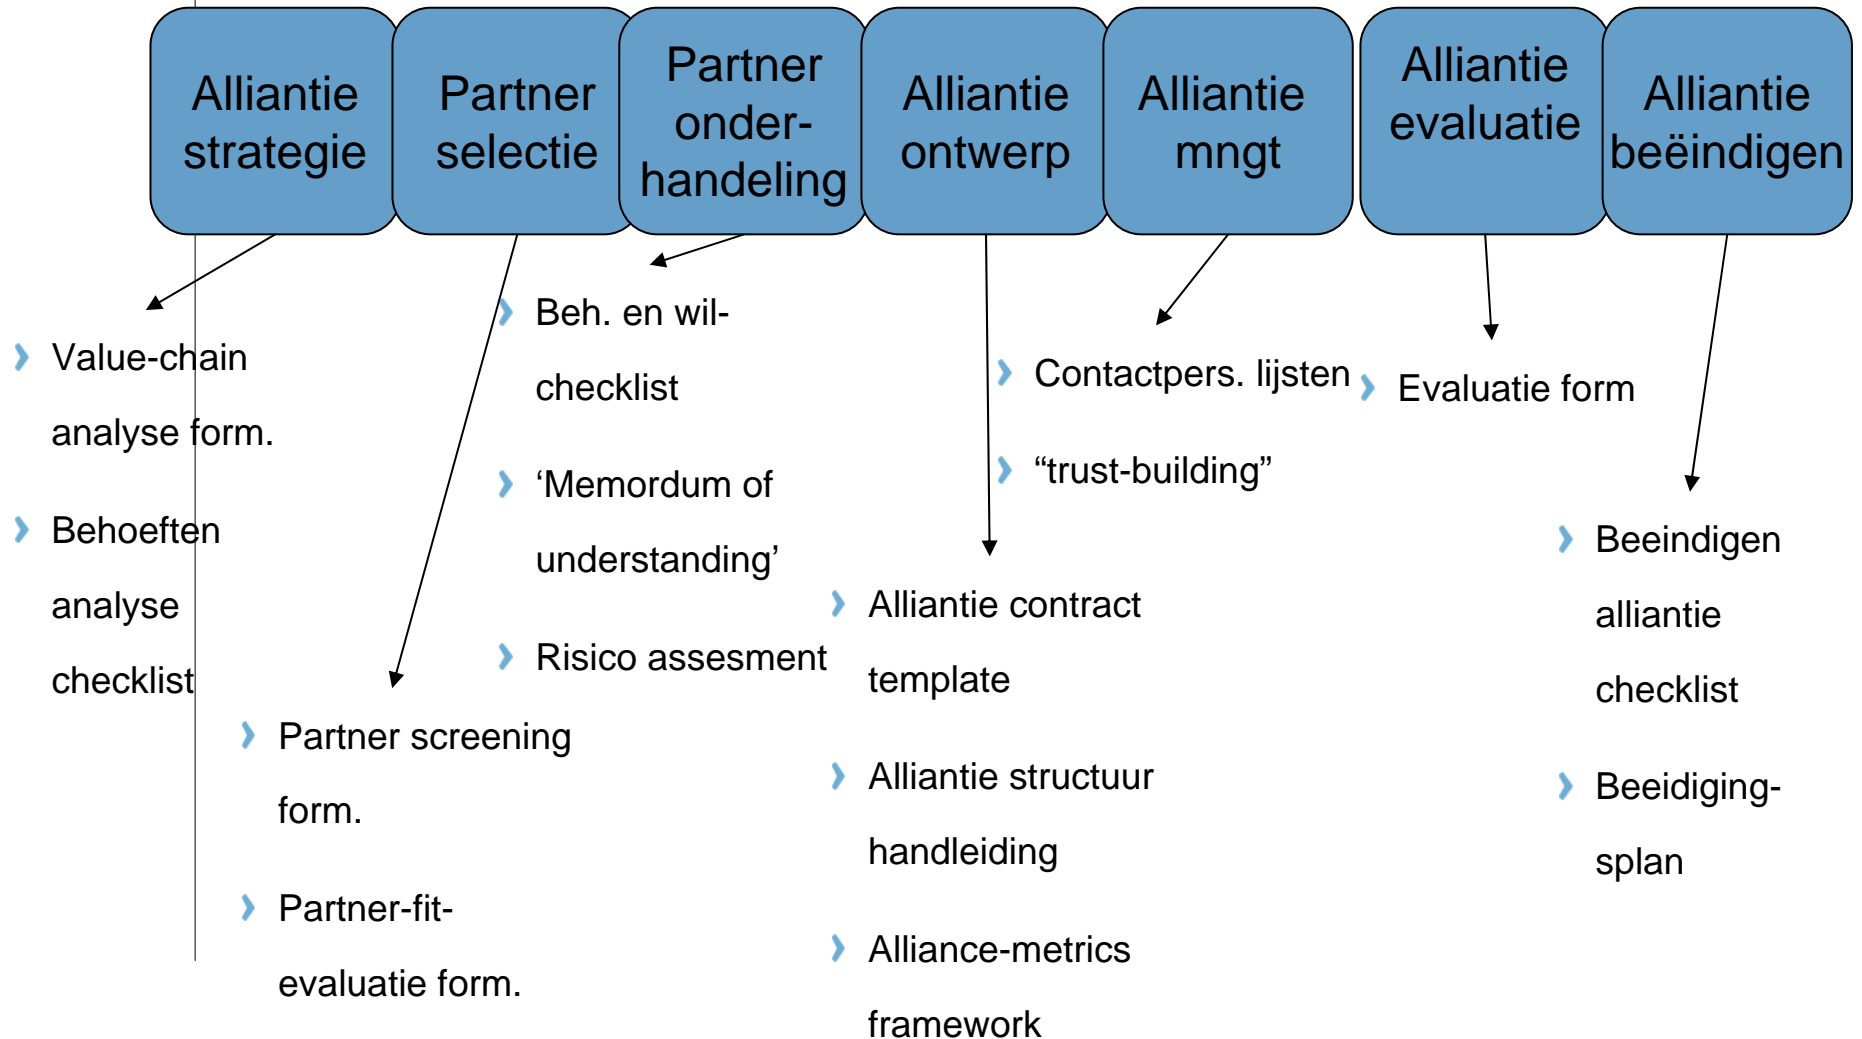 Alliantie
strategie
Partner
selectie
Partner
onder-
handeling
Alliantie
ontwerp
Alliantie
mngt
Alliantie
evaluatie
Alliantie
beëindigen
Value-chain
analyse form.
Behoeften
analyse
checklist
Partner screening
form.
Partner-fit-
evaluatie form.
Beh. en wil-
checklist
‘Memordum of
understanding’
Risico assesment
Alliantie contract
template
Alliantie structuur
handleiding
Alliance-metrics
framework
Contactpers. lijsten
“trust-building”
Evaluatie form
Beeindigen
alliantie
checklist
Beeidiging-
splan